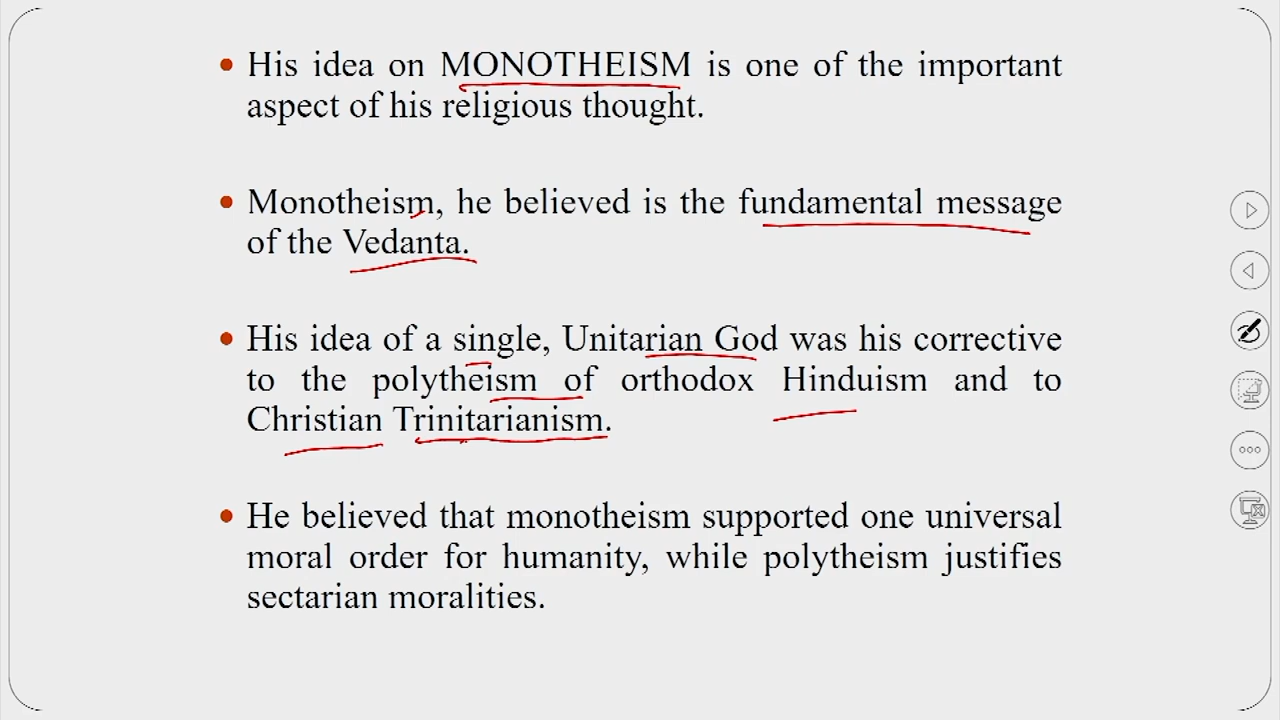 His idea on MONOTHEISM is one of the important
aspect of his religious thought.
Monotheism, he believed is the fundamental message
of the Vedanta.
His idea of a single, Unitarian God was his corrective
to the polytheism of orthodox Hinduism and to
Christian Trinitarianism.
He believed that monotheism supported one universal
moral order for humanity, while polytheism justifies
sectarian moralities.